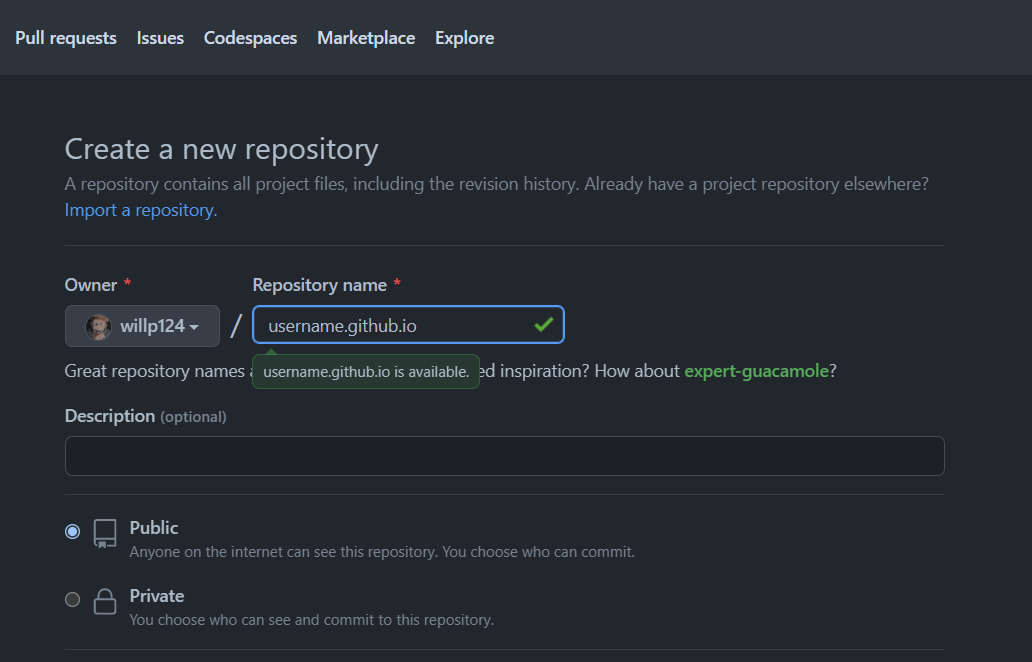 Pull requests Issues Codespaces Marketplace Explore
Create a new repository
A repository contains all project files, including the revision history. Already have a project repository elsewhere?
Import a repository.
Owner * Repository name *
willp124 / username.github.io
Great repository names username.github.io is available. inspiration? How about expert-guacamole?
Description (optional)
Public
Anyone on the internet can see this repository. You choose who can commit.
Private
You choose who can see and commit to this repository.